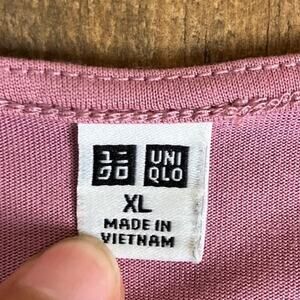 ユニ UNI
クロ QLO
XL
MADE IN
VIETNAM